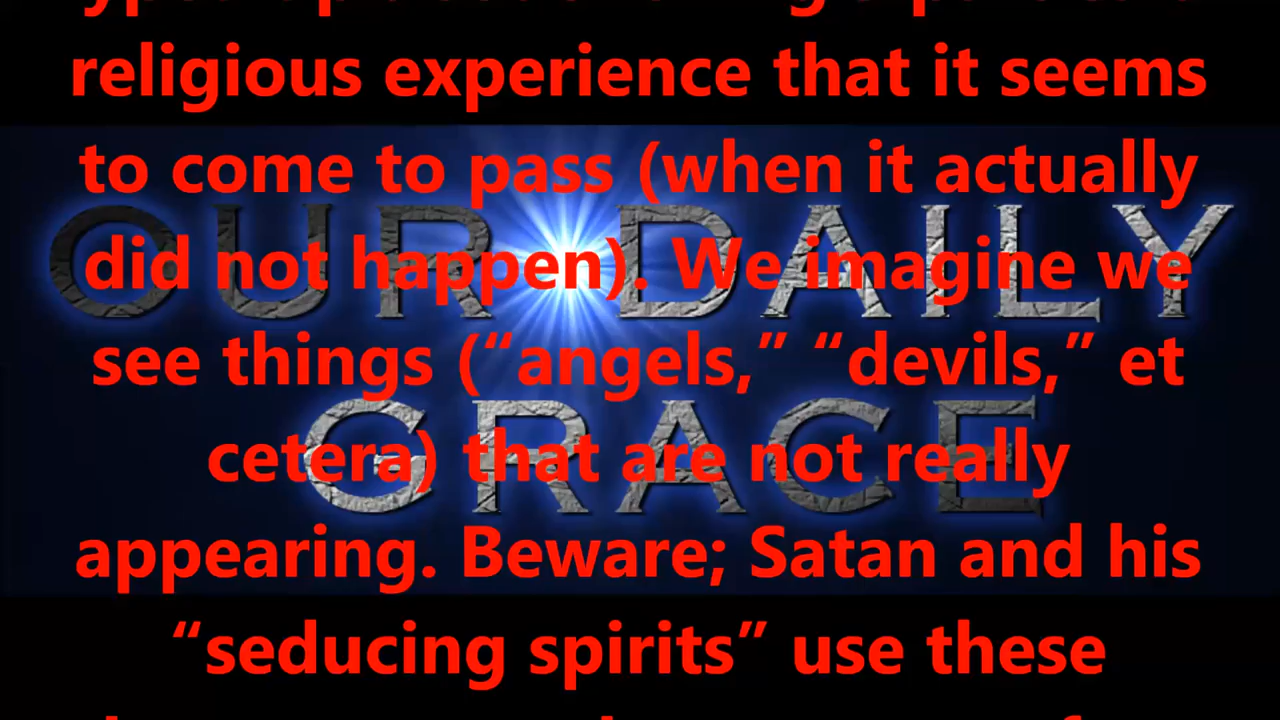 religious experience that it seems
to come to pass (when it actually
did not happen). We imagine we
see things (“angels,” “devils,” et
cetera) that are not really
appearing. Beware; Satan and his
“seducing spirits” use these
OUR DAILY
GRACE